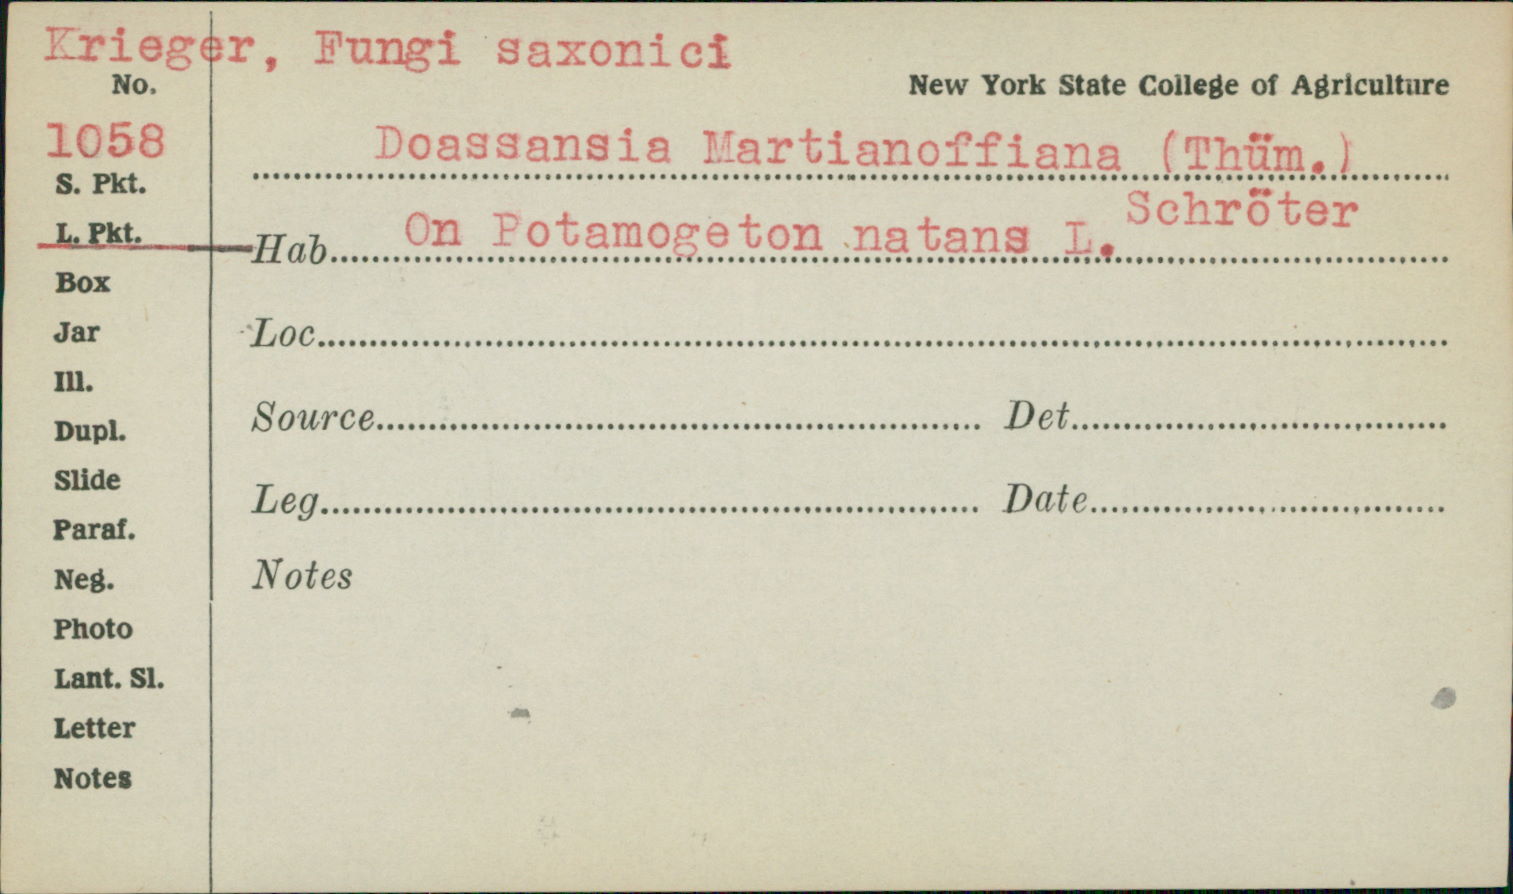 Krieger, Fungi saxonici
No.
New York State College of Agriculture
1058
Doassansia Martianoffiana (Thüm.)
Schröter
S. Pkt.
L. Pkt.
Hab. On Potamogeton natans L.
Box
Jar
Loc.
Ill.
Dupl.
Source Det.
Slide
Leg. Date
Paraf.
Neg.
Notes
Photo
Lant. Sl.
Letter
Notes